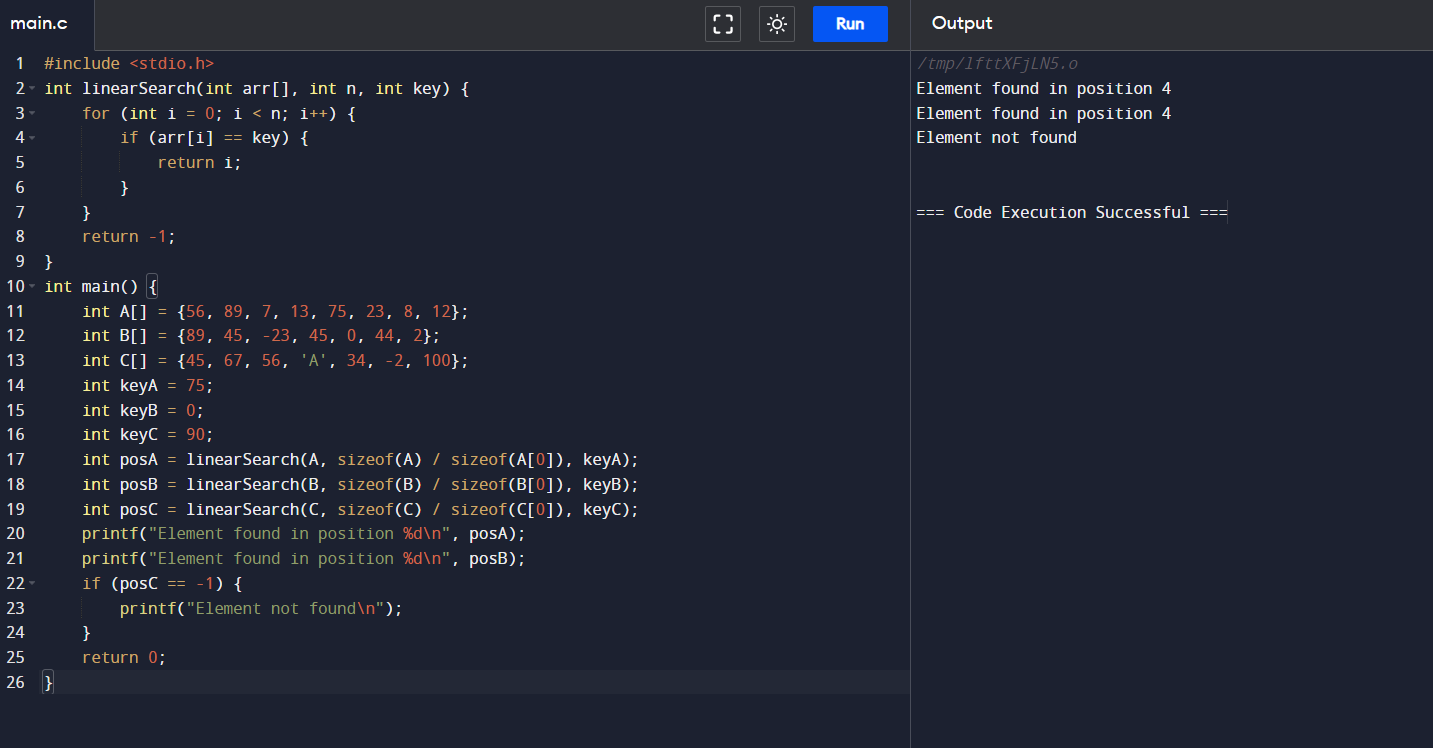 main.c
Run
Output
1 #include <stdio.h>
2 int linearSearch(int arr[], int n, int key) {
3     for (int i = 0; i < n; i++) {
4         if (arr[i] == key) {
5             return i;
6         }
7     }
8     return -1;
9 }
10 int main() {
11     int A[] = {56, 89, 7, 13, 75, 23, 8, 12};
12     int B[] = {89, 45, -23, 45, 0, 44, 2};
13     int C[] = {45, 67, 56, 'A', 34, -2, 100};
14     int keyA = 75;
15     int keyB = 0;
16     int keyC = 90;
17     int posA = linearSearch(A, sizeof(A) / sizeof(A[0]), keyA);
18     int posB = linearSearch(B, sizeof(B) / sizeof(B[0]), keyB);
19     int posC = linearSearch(C, sizeof(C) / sizeof(C[0]), keyC);
20     printf("Element found in position %d\n", posA);
21     printf("Element found in position %d\n", posB);
22     if (posC == -1) {
23         printf("Element not found\n");
24     }
25     return 0;
26 }
/tmp/lfttXFjLN5.o
Element found in position 4
Element found in position 4
Element not found
=== Code Execution Successful ===